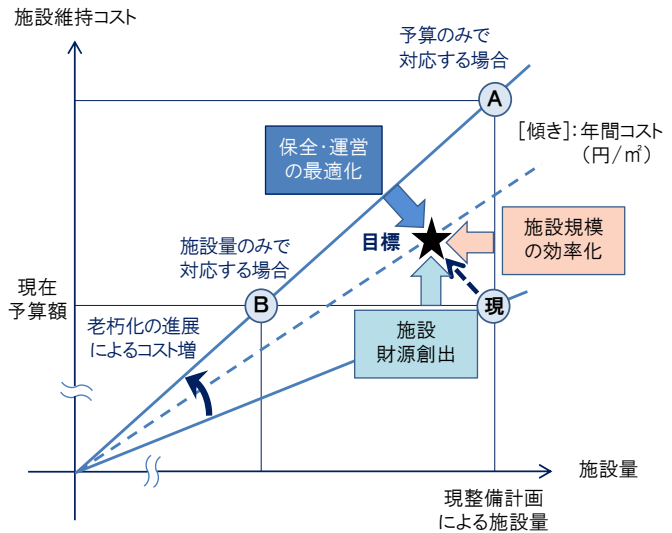 施設維持コスト
予算のみで
対応する場合
A
[傾き]:年間コスト
(円/㎡)
保全・運営
の最適化
目標
施設規模
の効率化
施設量のみで
対応する場合
現在
予算額
B
現
老朽化の進展
によるコスト増
施設
財源創出
施設量
現整備計画
による施設量